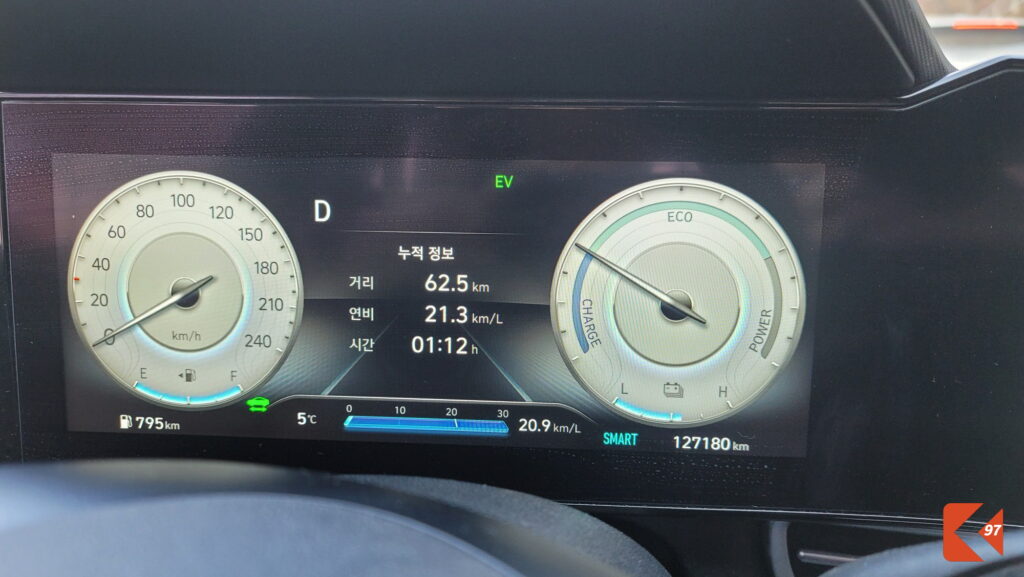 EV
D
누적 정보
거리 62.5 km
연비 21.3 km/L
시간 01:12 h
0 20 40 60 80 100 120 150 180 210 240
km/h
E F
795 km
5℃
0 10 20 30
20.9 km/L
CHARGE ECO POWER
L H
SMART
127180 km
97